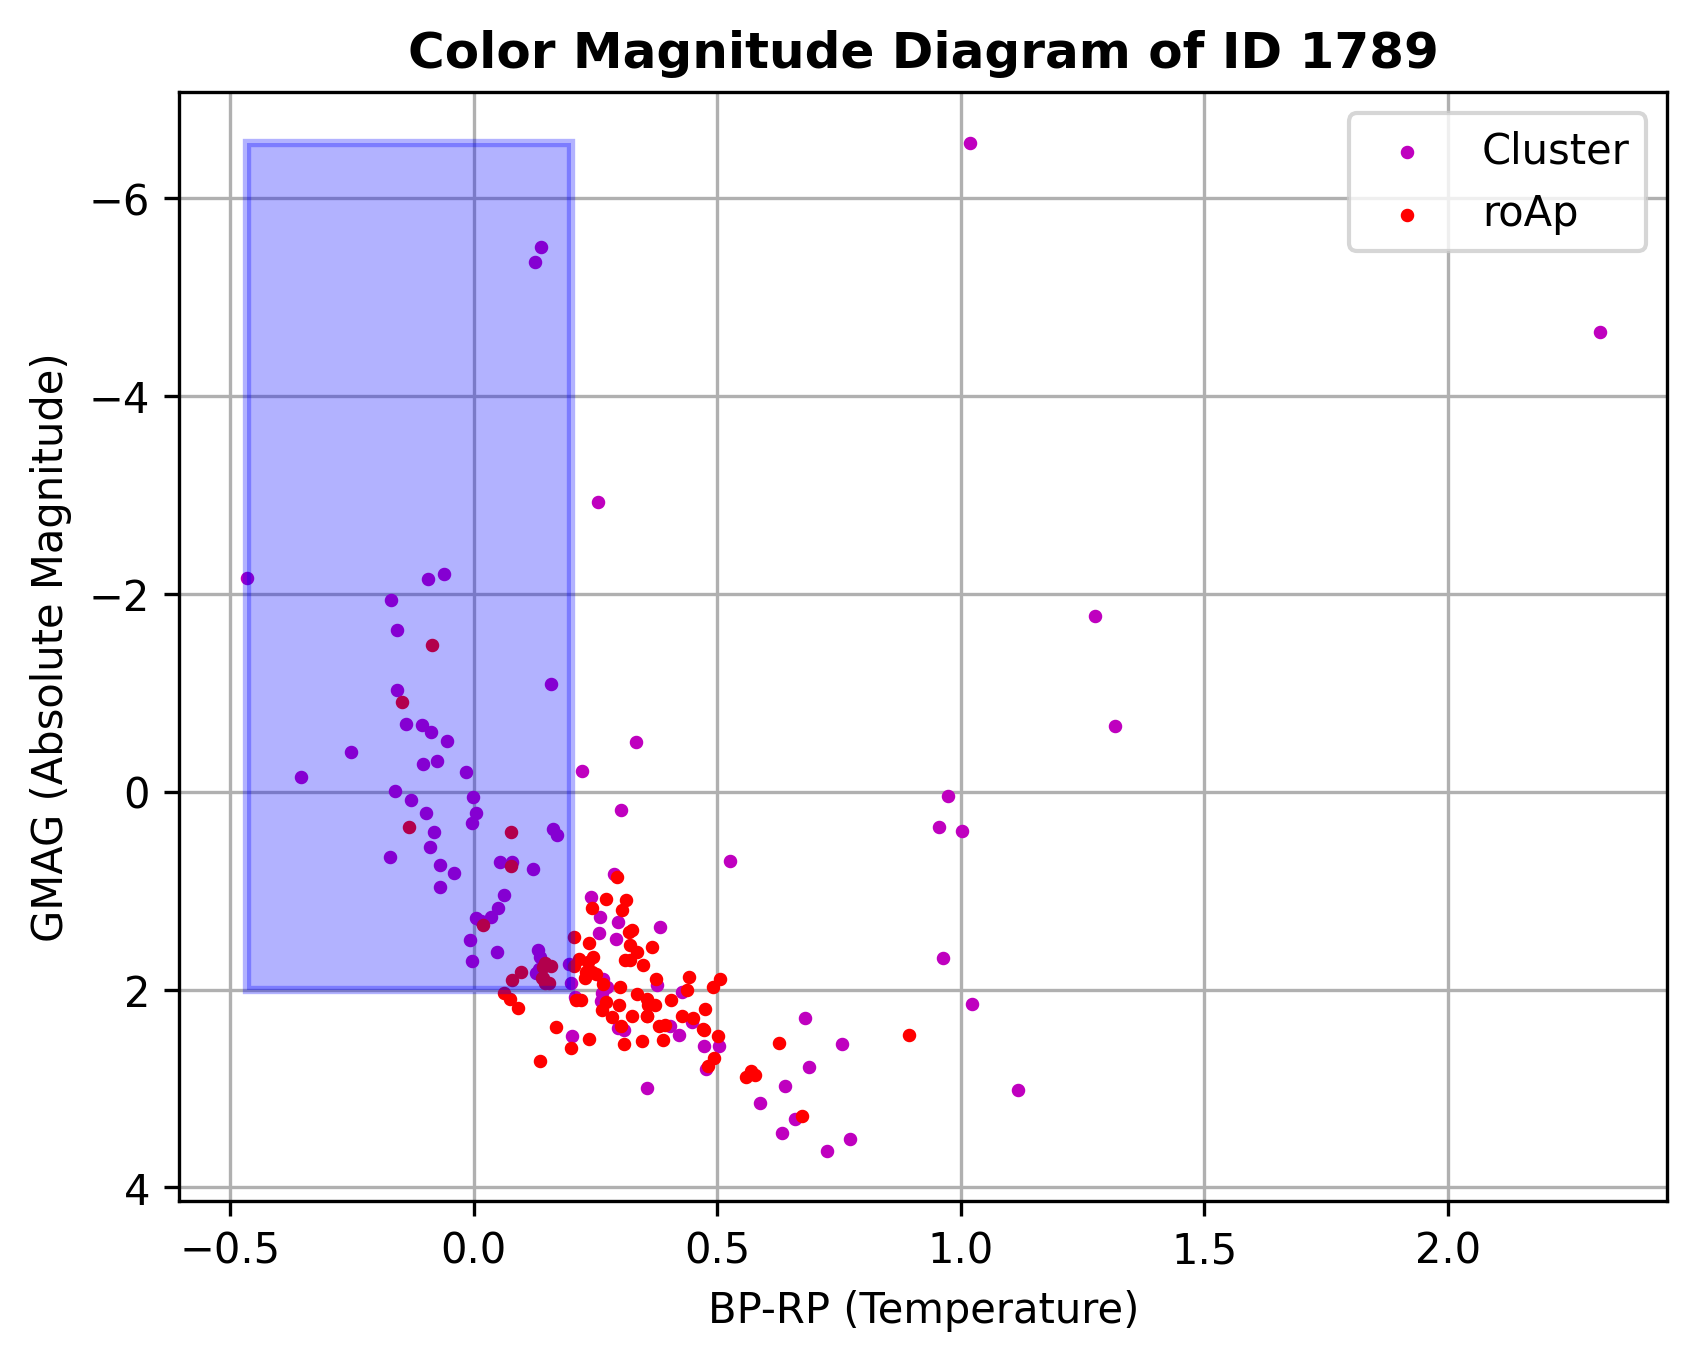 Color Magnitude Diagram of ID 1789
Cluster
roAp
−6
−4
−2
0
2
4
GMAG (Absolute Magnitude)
−0.5 0.0 0.5 1.0 1.5 2.0
BP-RP (Temperature)